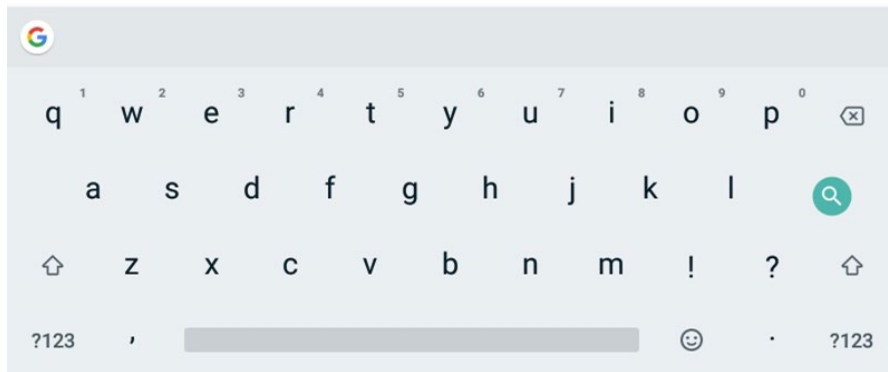 G
q 1 w 2 e 3 r 4 t 5 y 6 u 7 i 8 o 9 p 0
a s d f g h j k l
z x c v b n m ! ?
?123 , . ?123